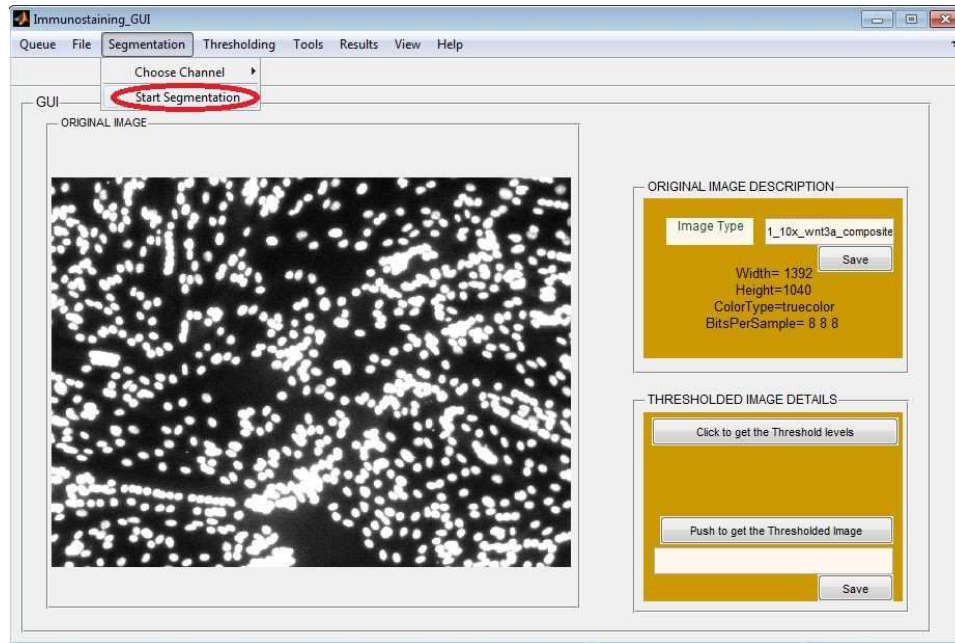 Immunostaining_GUI
Queue File Segmentation Thresholding Tools Results View Help
Choose Channel
Start Segmentation
GUI
ORIGINAL IMAGE
ORIGINAL IMAGE DESCRIPTION
Image Type 1_10x_wnt3a_composite
Save
Width= 1392
Height=1040
ColorType=truecolor
BitsPerSample= 8 8 8
THRESHOLDED IMAGE DETAILS
Click to get the Threshold levels
Push to get the Thresholded Image
Save